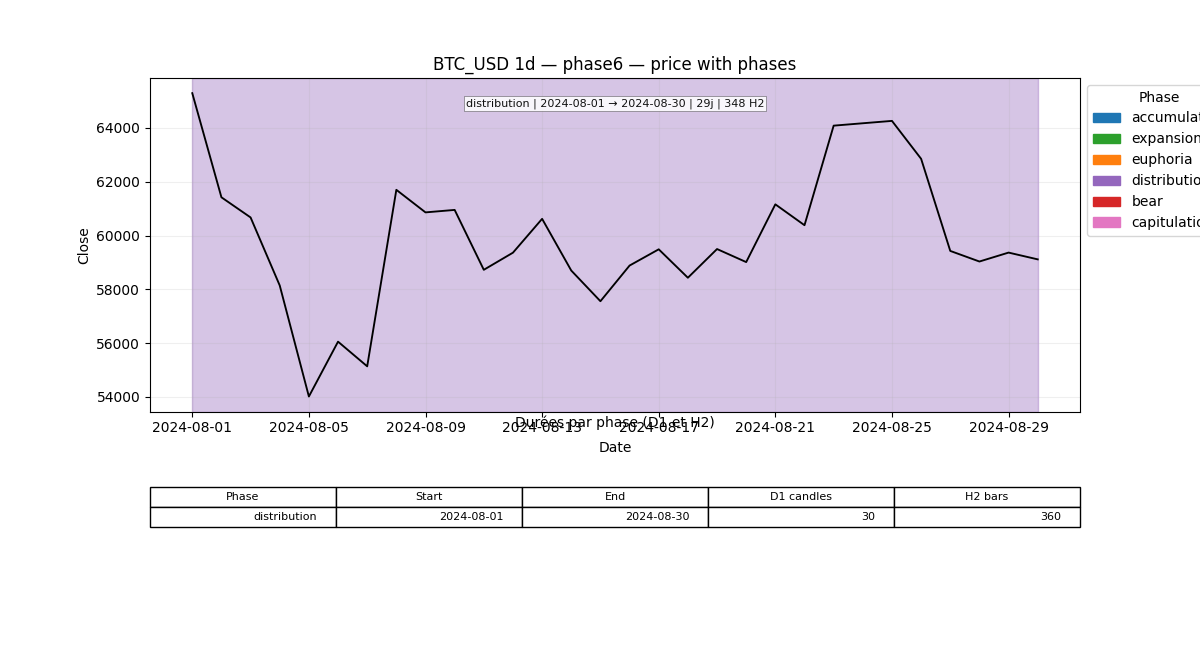 BTC_USD 1d — phase6 — price with phases
distribution | 2024-08-01 → 2024-08-30 | 29j | 348 H2
Close
64000
62000
60000
58000
56000
54000
2024-08-01 2024-08-05 2024-08-09 2024-08-13 2024-08-17 2024-08-21 2024-08-25 2024-08-29
Durées par phase (D1 et H2)
Date
Phase
accumulat
expansion
euphoria
distributio
bear
capitulatio
Phase Start End D1 candles H2 bars
distribution 2024-08-01 2024-08-30 30 360